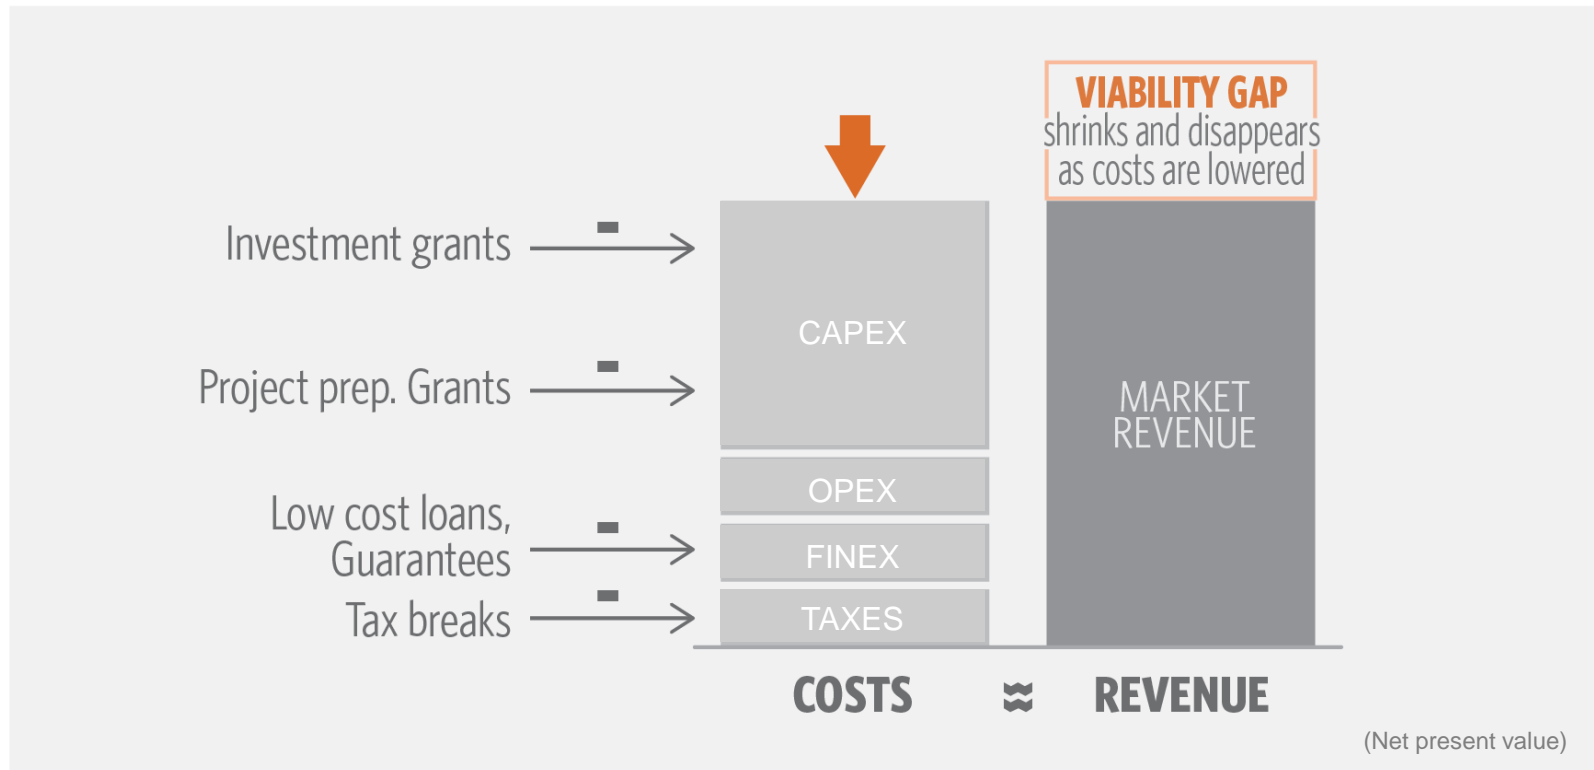 VIABILITY GAP
shrinks and disappears
as costs are lowered
Investment grants
-
CAPEX
Project prep. Grants
-
MARKET
REVENUE
OPEX
Low cost loans,
Guarantees
-
FINEX
Tax breaks
-
TAXES
COSTS
≈
REVENUE
(Net present value)